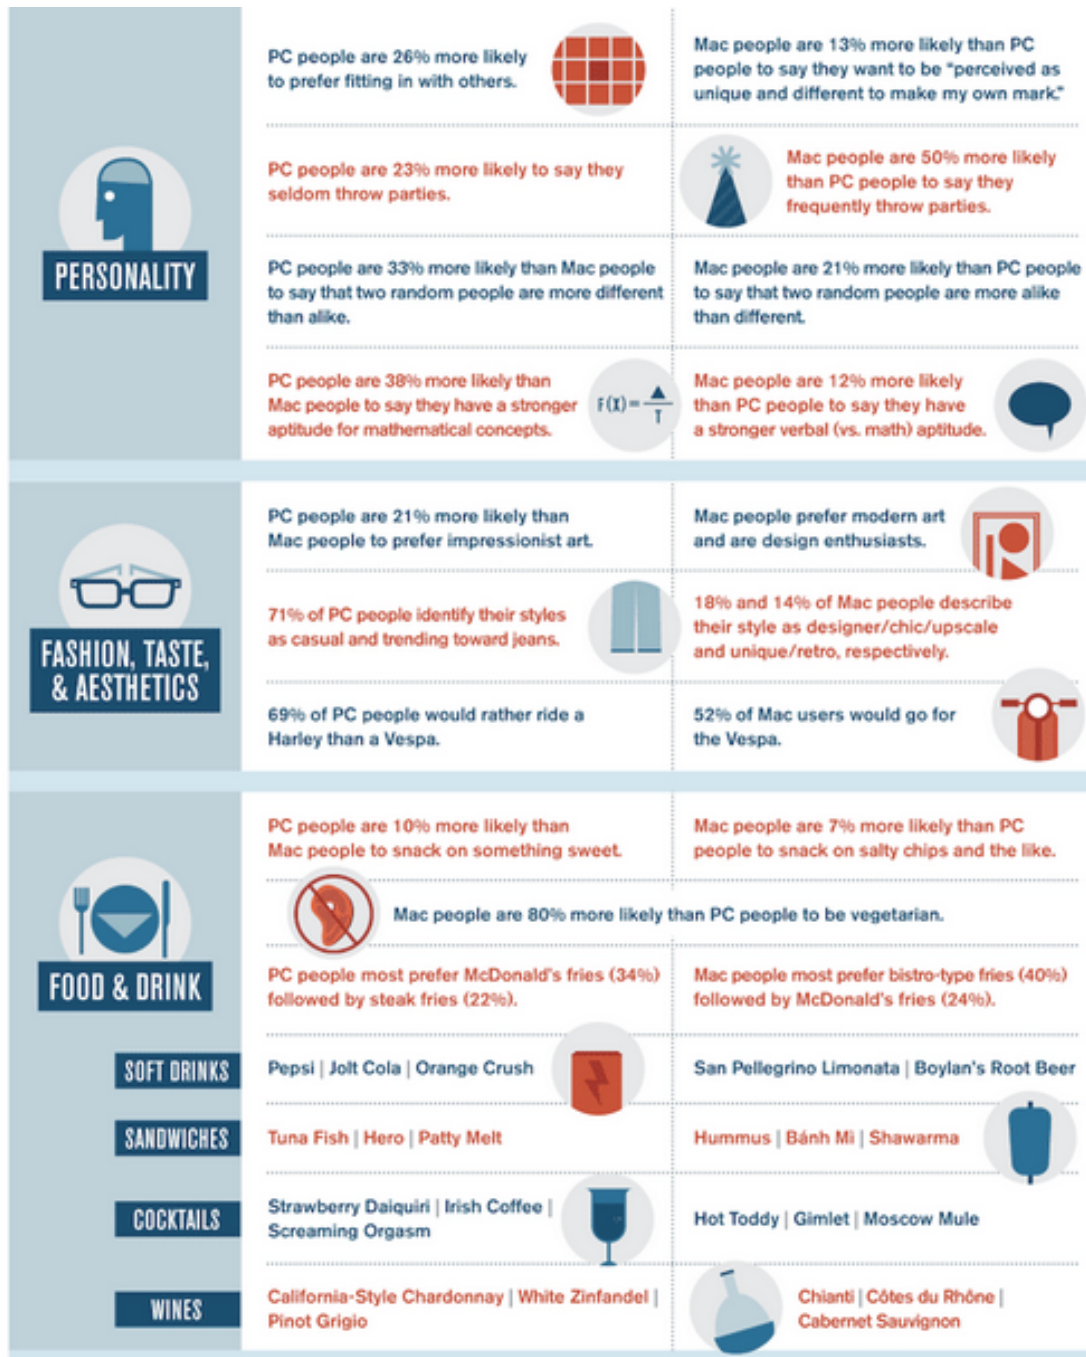 PERSONALITY
PC people are 26% more likely
to prefer fitting in with others.
Mac people are 13% more likely than PC
people to say they want to be “perceived as
unique and different to make my own mark.”
PC people are 23% more likely to say they
seldom throw parties.
Mac people are 50% more likely
than PC people to say they
frequently throw parties.
PC people are 33% more likely than Mac people
to say that two random people are more different
than alike.
Mac people are 21% more likely than PC people
to say that two random people are more alike
than different.
PC people are 38% more likely than
Mac people to say they have a stronger
aptitude for mathematical concepts.
F(X)=▲/T
Mac people are 12% more likely
than PC people to say they have
a stronger verbal (vs. math) aptitude.
FASHION, TASTE,
& AESTHETICS
PC people are 21% more likely than
Mac people to prefer impressionist art.
Mac people prefer modern art
and are design enthusiasts.
71% of PC people identify their styles
as casual and trending toward jeans.
18% and 14% of Mac people describe
their style as designer/chic/upscale
and unique/retro, respectively.
69% of PC people would rather ride a
Harley than a Vespa.
52% of Mac users would go for
the Vespa.
FOOD & DRINK
PC people are 10% more likely than
Mac people to snack on something sweet.
Mac people are 7% more likely than PC
people to snack on salty chips and the like.
Mac people are 80% more likely than PC people to be vegetarian.
PC people most prefer McDonald's fries (34%)
followed by steak fries (22%).
Mac people most prefer bistro-type fries (40%)
followed by McDonald's fries (24%).
SOFT DRINKS
Pepsi | Jolt Cola | Orange Crush
San Pellegrino Limonata | Boylan's Root Beer
SANDWICHES
Tuna Fish | Hero | Patty Melt
Hummus | Bánh Mì | Shawarma
COCKTAILS
Strawberry Daiquiri | Irish Coffee |
Screaming Orgasm
Hot Toddy | Gimlet | Moscow Mule
WINES
California-Style Chardonnay | White Zinfandel |
Pinot Grigio
Chianti | Côtes du Rhône |
Cabernet Sauvignon